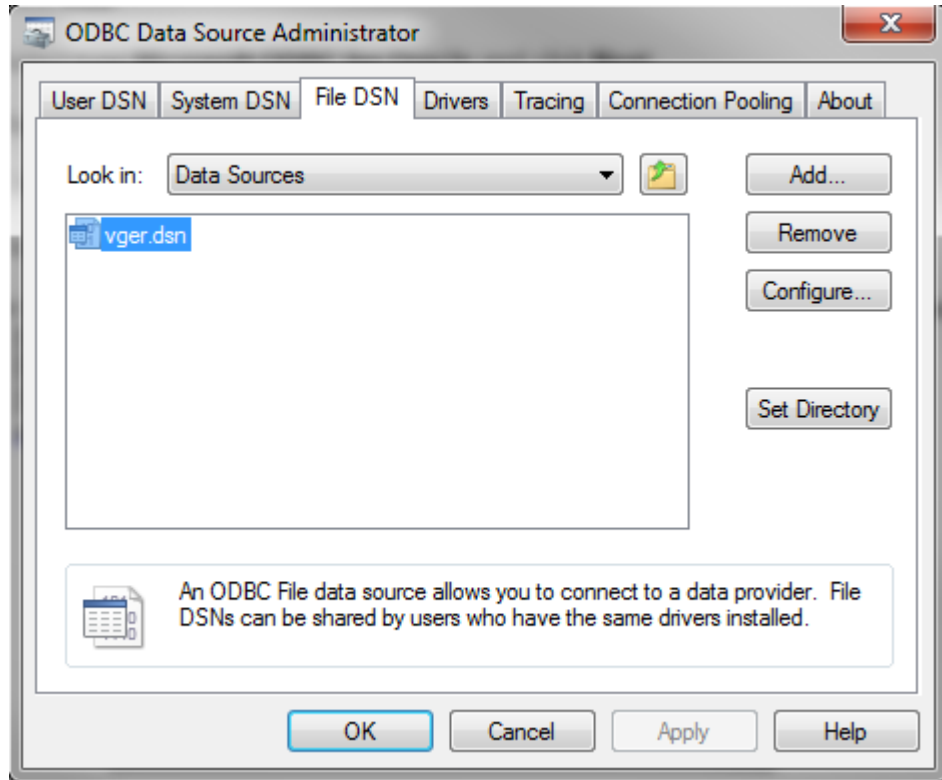 ODBC Data Source Administrator
User DSN
System DSN
File DSN
Drivers
Tracing
Connection Pooling
About
Look in:
Data Sources
Add...
vger.dsn
Remove
Configure...
Set Directory
An ODBC File data source allows you to connect to a data provider. File
DSNs can be shared by users who have the same drivers installed.
OK
Cancel
Apply
Help